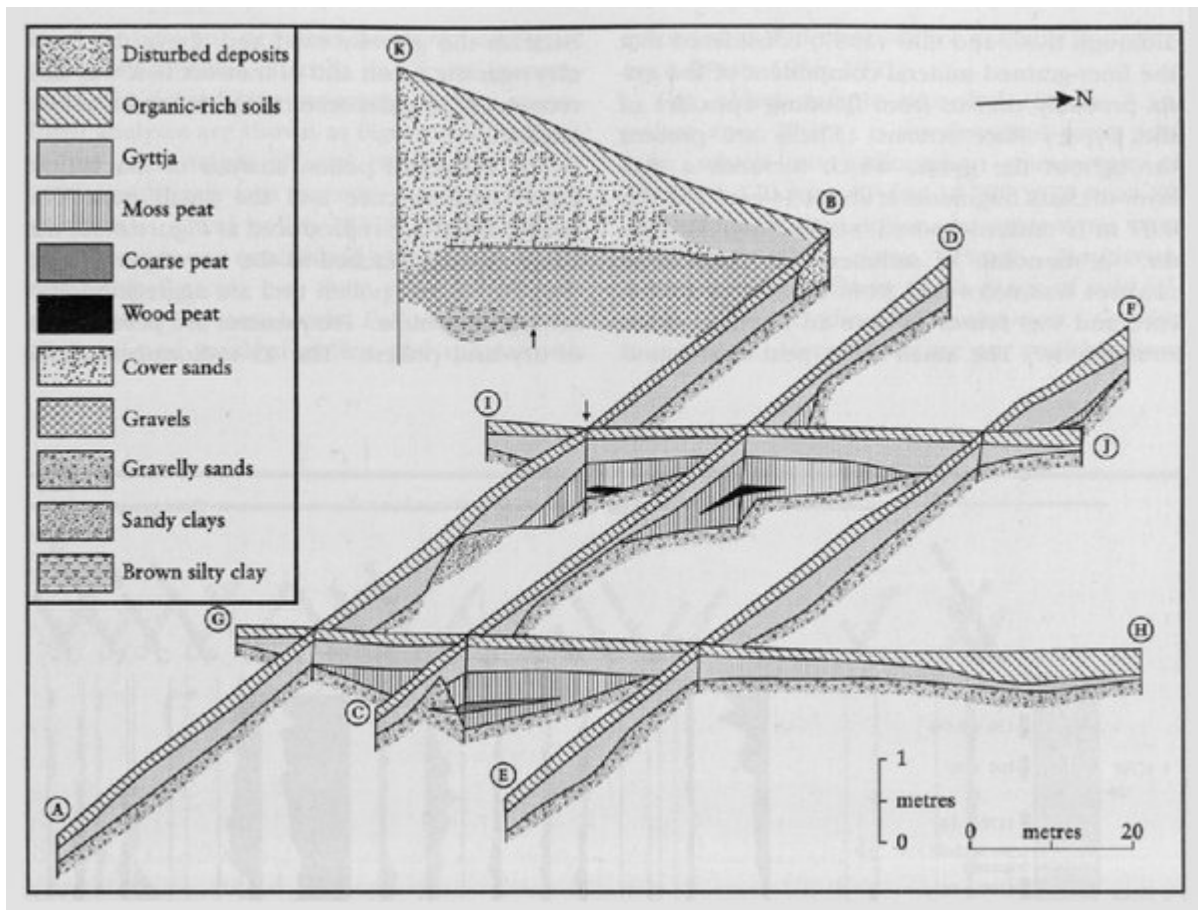 Disturbed deposits
Organic-rich soils
Gyttja
Moss peat
Coarse peat
Wood peat
Cover sands
Gravels
Gravelly sands
Sandy clays
Brown silty clay
K
N
B
D
F
I
J
G
H
C
E
A
1
metres
0
0 metres 20